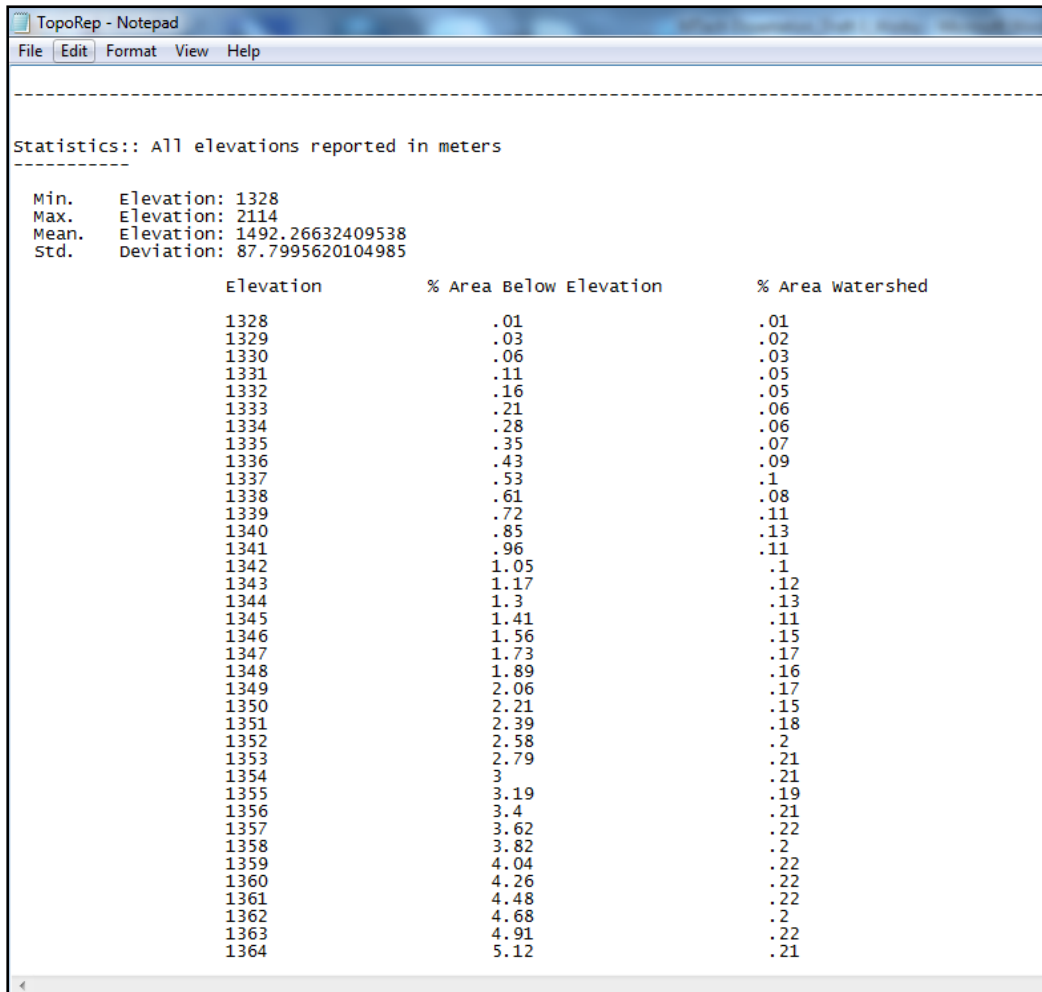 TopoRep - Notepad
File Edit Format View Help
-----------------------------------------------------------------------------------------
Statistics:: All elevations reported in meters
-----------
Min. Elevation: 1328
Max. Elevation: 2114
Mean. Elevation: 1492.26632409538
Std. Deviation: 87.7995620104985
Elevation % Area Below Elevation % Area Watershed
1328 .01 .01
1329 .03 .02
1330 .06 .03
1331 .11 .05
1332 .16 .05
1333 .21 .06
1334 .28 .06
1335 .35 .07
1336 .43 .09
1337 .53 .1
1338 .61 .08
1339 .72 .11
1340 .85 .13
1341 .96 .11
1342 1.05 .1
1343 1.17 .12
1344 1.3 .13
1345 1.41 .11
1346 1.56 .15
1347 1.73 .17
1348 1.89 .16
1349 2.06 .17
1350 2.21 .15
1351 2.39 .18
1352 2.58 .2
1353 2.79 .21
1354 3 .21
1355 3.19 .19
1356 3.4 .21
1357 3.62 .22
1358 3.82 .2
1359 4.04 .22
1360 4.26 .22
1361 4.48 .22
1362 4.68 .2
1363 4.91 .22
1364 5.12 .21